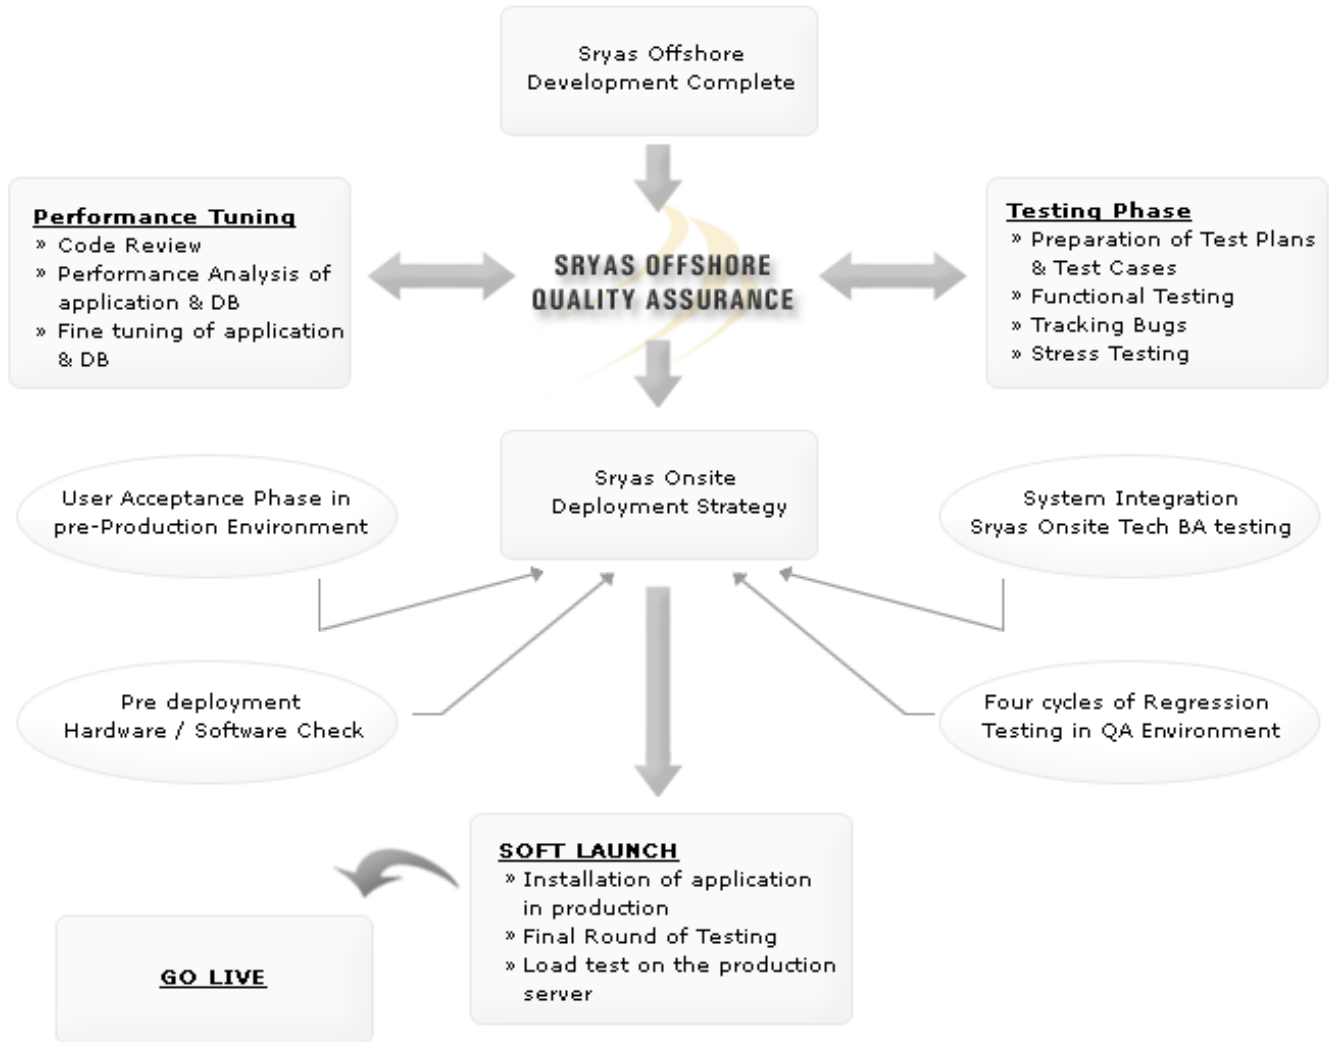 Sryas Offshore
Development Complete
Performance Tuning
» Code Review
» Performance Analysis of
application & DB
» Fine tuning of application
& DB
SRYAS OFFSHORE
QUALITY ASSURANCE
Testing Phase
» Preparation of Test Plans
& Test Cases
» Functional Testing
» Tracking Bugs
» Stress Testing
User Acceptance Phase in
pre-Production Environment
Sryas Onsite
Deployment Strategy
System Integration
Sryas Onsite Tech BA testing
Pre deployment
Hardware / Software Check
Four cycles of Regression
Testing in QA Environment
SOFT LAUNCH
» Installation of application
in production
» Final Round of Testing
» Load test on the production
server
GO LIVE